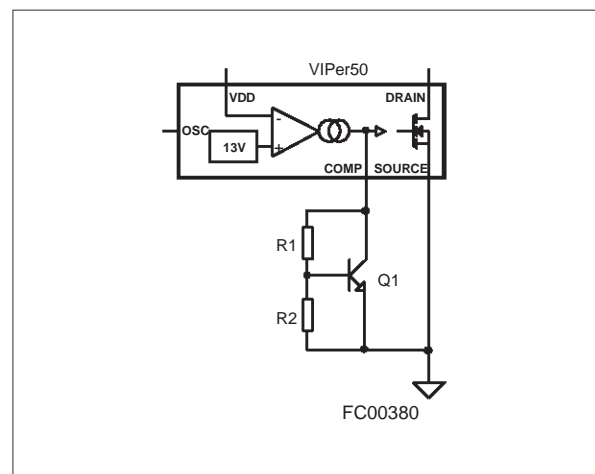 VIPer50
VDD
DRAIN
OSC
-
13V
+
COMP
SOURCE
R1
Q1
R2
FC00380